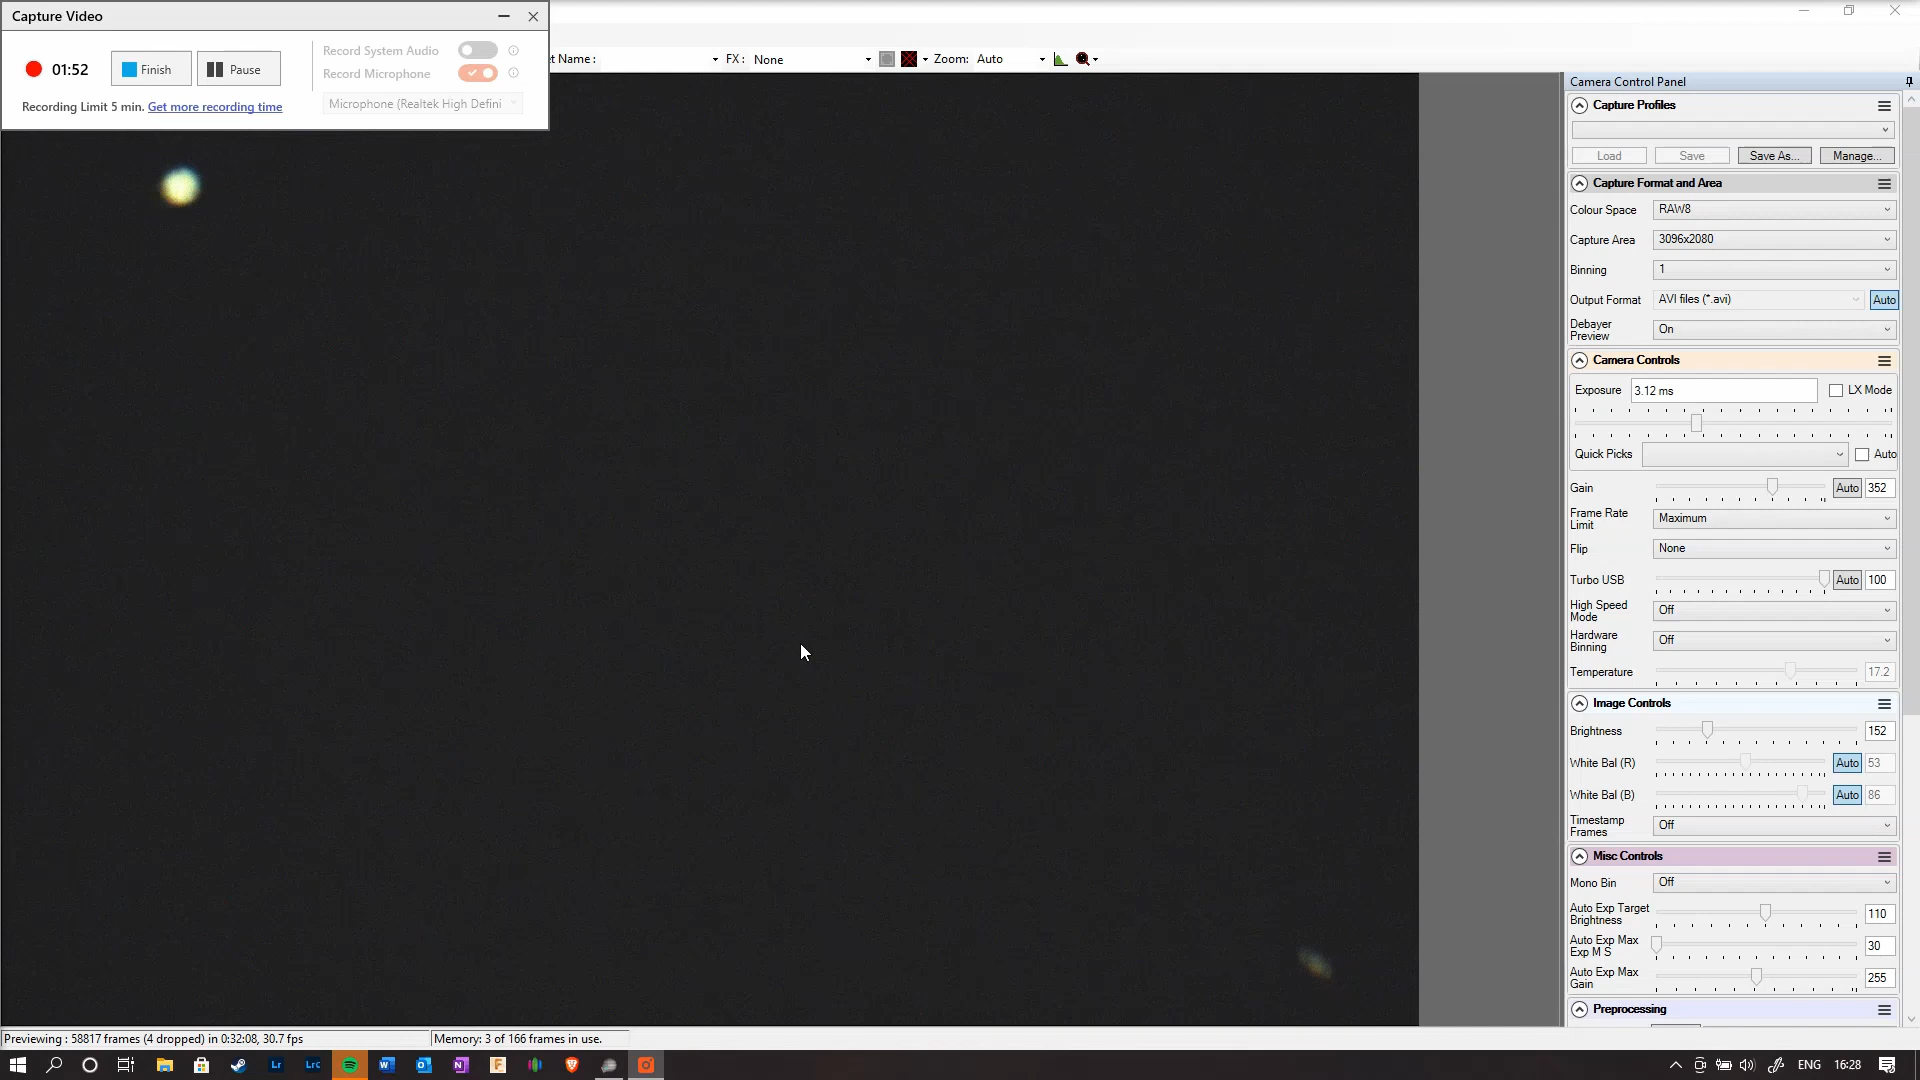 Capture Video
01:52
Finish
Pause
Record System Audio
Record Microphone
Microphone (Realtek High Defini
Recording Limit 5 min. Get more recording time
t Name :
FX : None
Zoom: Auto
Camera Control Panel
Capture Profiles
Load Save Save As... Manage...
Capture Format and Area
Colour Space RAW8
Capture Area 3096x2080
Binning 1
Output Format AVI files (*.avi) Auto
Debayer
Preview On
Camera Controls
Exposure 3.12 ms LX Mode
Quick Picks Auto
Gain Auto 352
Frame Rate
Limit Maximum
Flip None
Turbo USB Auto 100
High Speed
Mode Off
Hardware
Binning Off
Temperature 17.2
Image Controls
Brightness 152
White Bal (R) Auto 53
White Bal (B) Auto 86
Timestamp
Frames Off
Misc Controls
Mono Bin Off
Auto Exp Target
Brightness 110
Auto Exp Max
Exp M S 30
Auto Exp Max
Gain 255
Preprocessing
Previewing : 58817 frames (4 dropped) in 0:32:08, 30.7 fps
Memory: 3 of 166 frames in use.
Lr LrC W O N F
ENG 16:28